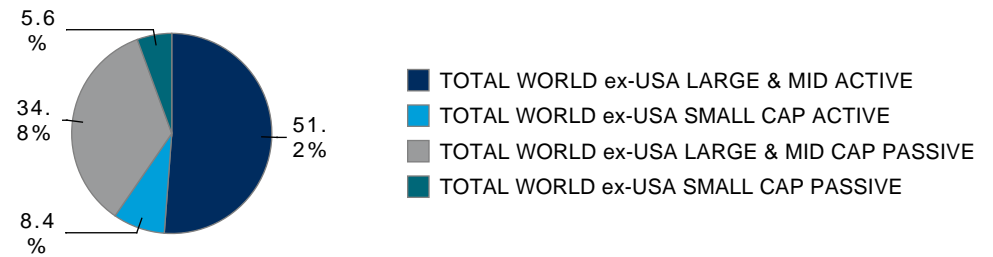 5.6
%
34.
8%
51.
2%
8.4
%
TOTAL WORLD ex-USA LARGE & MID ACTIVE
TOTAL WORLD ex-USA SMALL CAP ACTIVE
TOTAL WORLD ex-USA LARGE & MID CAP PASSIVE
TOTAL WORLD ex-USA SMALL CAP PASSIVE